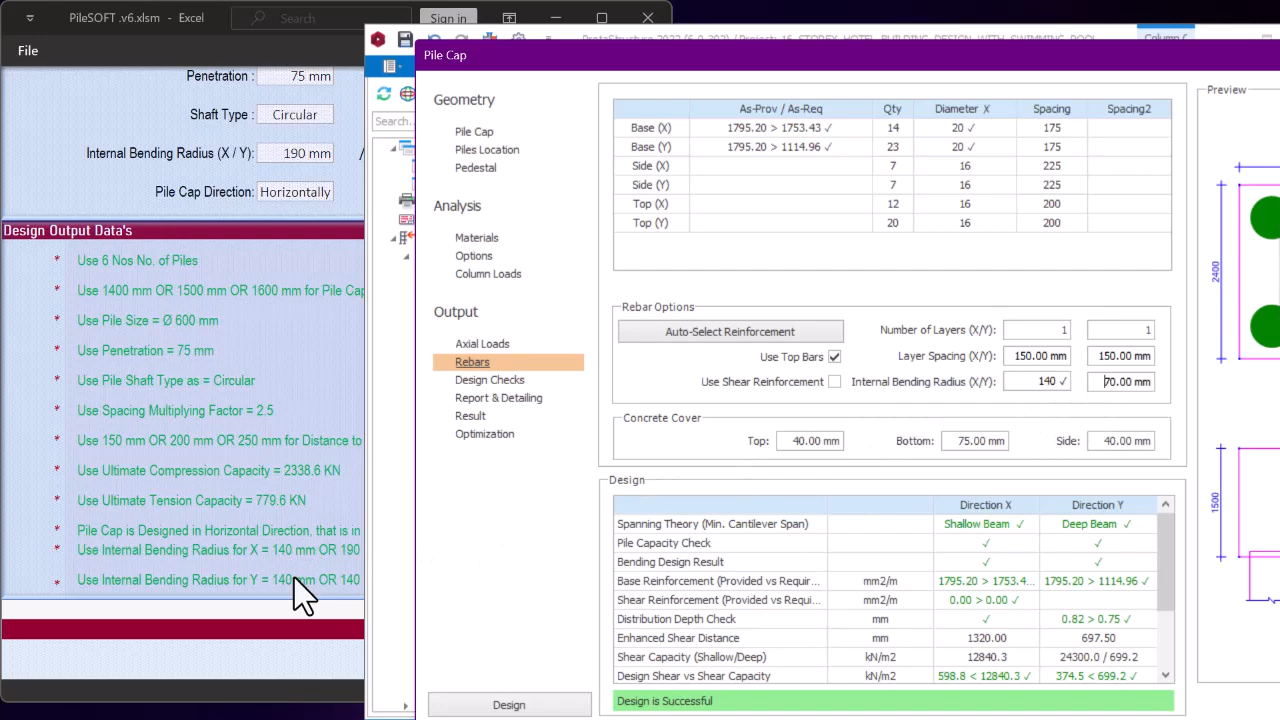 PileSOFT .v6.xlsm - Excel
Search
Sign in
File
Penetration : 75 mm
Shaft Type : Circular
Internal Bending Radius (X / Y) : 190 mm /
Pile Cap Direction: Horizontally
Design Output Data's
* Use 6 Nos No. of Piles
* Use 1400 mm OR 1500 mm OR 1600 mm for Pile Cap
* Use Pile Size = Ø 600 mm
* Use Penetration = 75 mm
* Use Pile Shaft Type as = Circular
* Use Spacing Multiplying Factor = 2.5
* Use 150 mm OR 200 mm OR 250 mm for Distance to
* Use Ultimate Compression Capacity = 2338.6 KN
* Use Ultimate Tension Capacity = 779.6 KN
* Pile Cap is Designed in Horizontal Direction, that is in
* Use Internal Bending Radius for X = 140 mm OR 190
* Use Internal Bending Radius for Y = 140 mm OR 140
Search...
Pile Cap
Geometry
Pile Cap
Piles Location
Pedestal
Analysis
Materials
Options
Column Loads
Output
Axial Loads
Rebars
Design Checks
Report & Detailing
Result
Optimization
Design
As-Prov / As-Req Qty Diameter X Spacing Spacing2
Base (X) 1795.20 > 1753.43 ✓ 14 20 ✓ 175
Base (Y) 1795.20 > 1114.96 ✓ 23 20 ✓ 175
Side (X) 7 16 225
Side (Y) 7 16 225
Top (X) 12 16 200
Top (Y) 20 16 200
Rebar Options
Auto-Select Reinforcement Number of Layers (X/Y): 1 1
Use Top Bars ✓ Layer Spacing (X/Y): 150.00 mm 150.00 mm
Use Shear Reinforcement Internal Bending Radius (X/Y): 140 ✓ 70.00 mm
Concrete Cover
Top: 40.00 mm Bottom: 75.00 mm Side: 40.00 mm
Design
Direction X Direction Y
Spanning Theory (Min. Cantilever Span) Shallow Beam ✓ Deep Beam ✓
Pile Capacity Check ✓ ✓
Bending Design Result ✓ ✓
Base Reinforcement (Provided vs Requir... mm2/m 1795.20 > 1753.4... 1795.20 > 1114.96 ✓
Shear Reinforcement (Provided vs Requi... mm2/m 0.00 > 0.00 ✓
Distribution Depth Check mm ✓ 0.82 > 0.75 ✓
Enhanced Shear Distance mm 1320.00 697.50
Shear Capacity (Shallow/Deep) kN/m2 12840.3 24300.0 / 699.2
Design Shear vs Shear Capacity kN/m2 598.8 < 12840.3 ✓ 374.5 < 699.2 ✓
Design is Successful
Preview
2400
1500